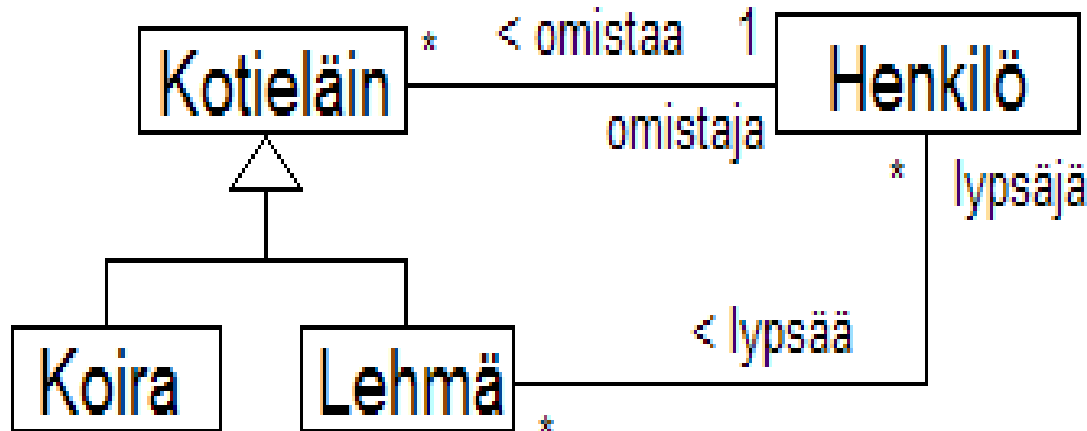 * < omistaa 1
Kotieläin
Henkilö
omistaja
* lypsäjä
< lypsää
Koira
Lehmä
*